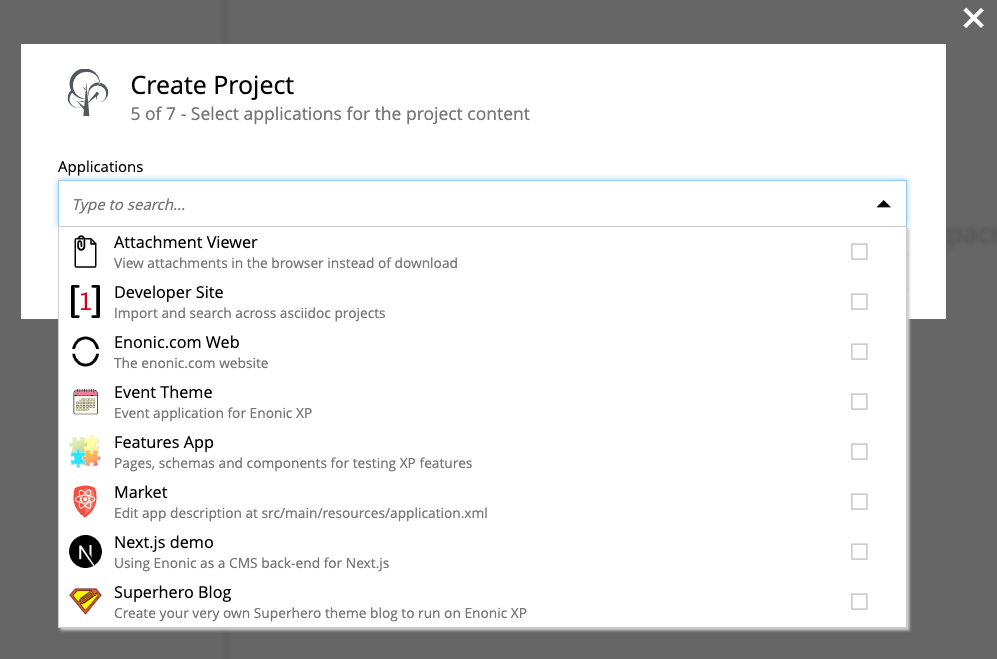 Create Project
5 of 7 - Select applications for the project content
Applications
Type to search...
Attachment Viewer
View attachments in the browser instead of download
[1]
Developer Site
Import and search across asciidoc projects
Enonic.com Web
The enonic.com website
Event Theme
Event application for Enonic XP
Features App
Pages, schemas and components for testing XP features
Market
Edit app description at src/main/resources/application.xml
N
Next.js demo
Using Enonic as a CMS back-end for Next.js
Superhero Blog
Create your very own Superhero theme blog to run on Enonic XP